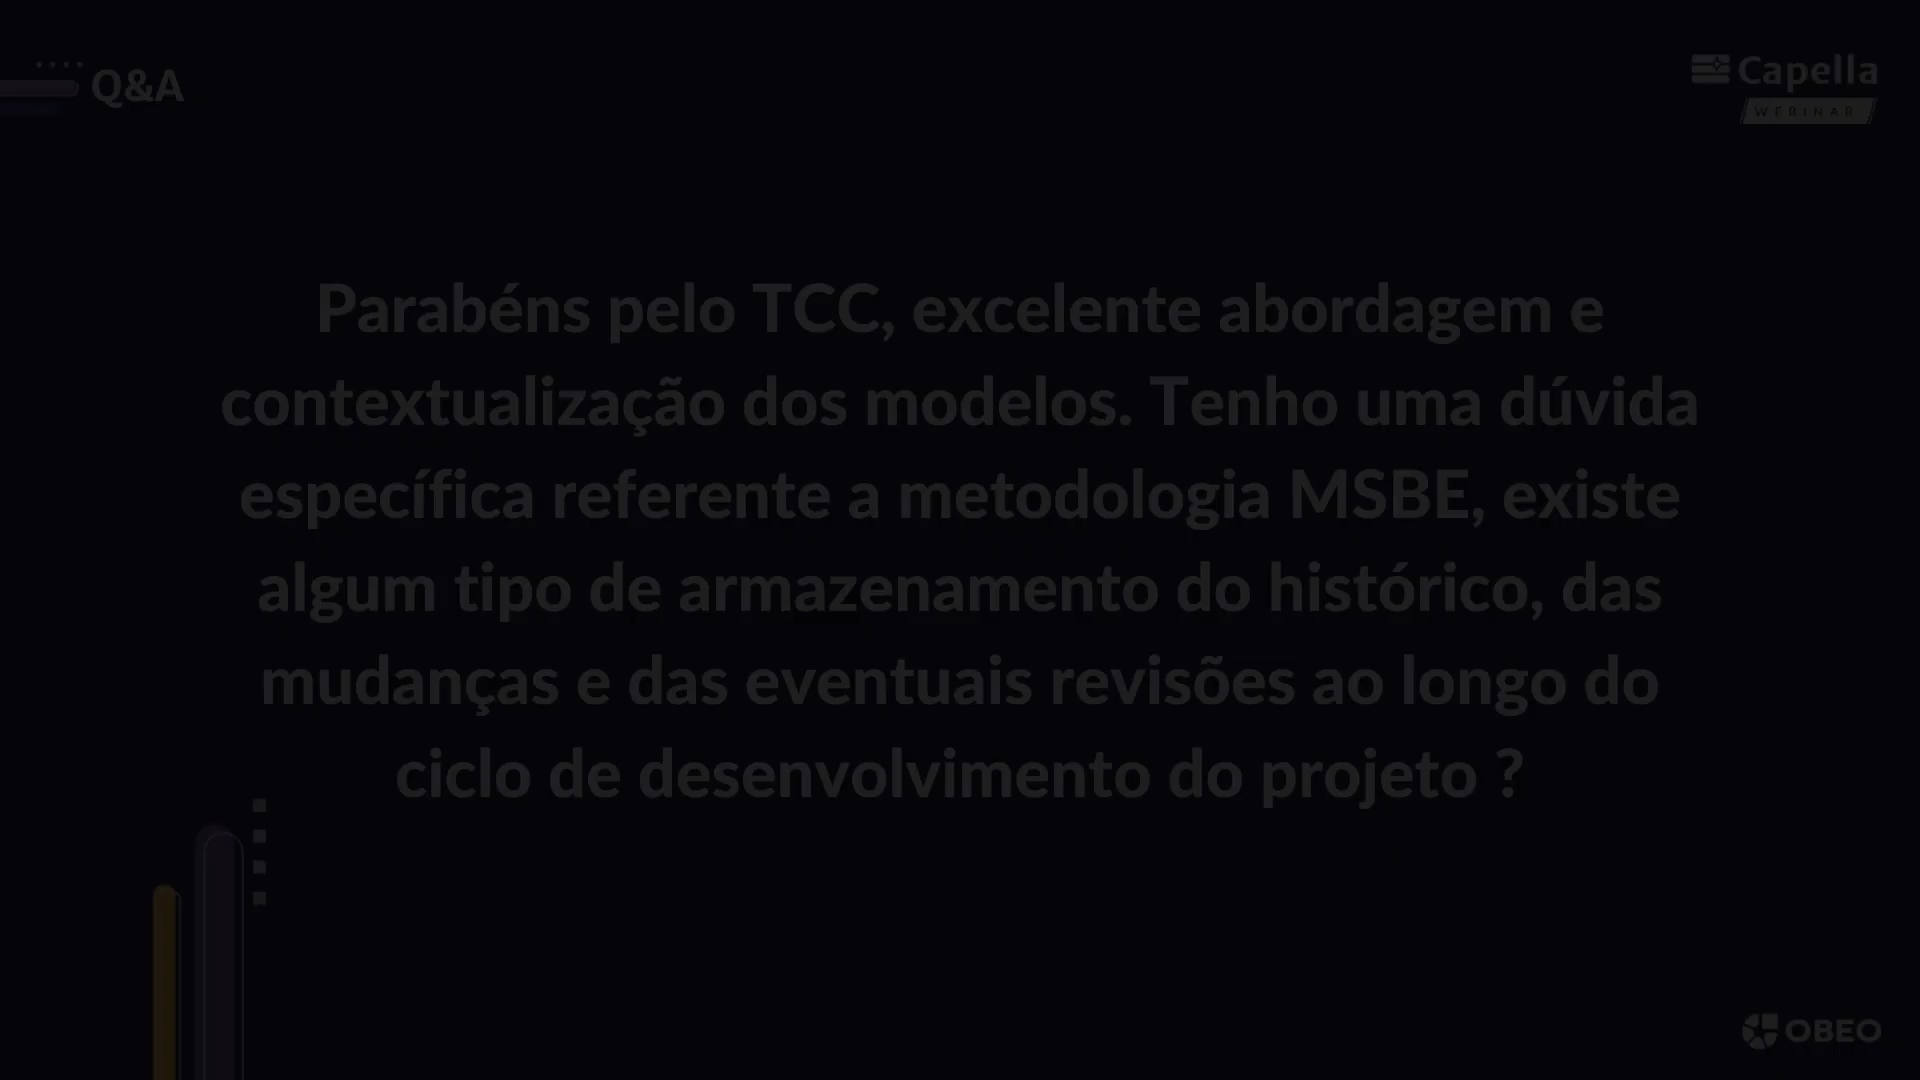 Q&A
Capella
WEBINAR
Parabéns pelo TCC, excelente abordagem e
contextualização dos modelos. Tenho uma dúvida
específica referente a metodologia MSBE, existe
algum tipo de armazenamento do histórico, das
mudanças e das eventuais revisões ao longo do
ciclo de desenvolvimento do projeto ?
OBEO